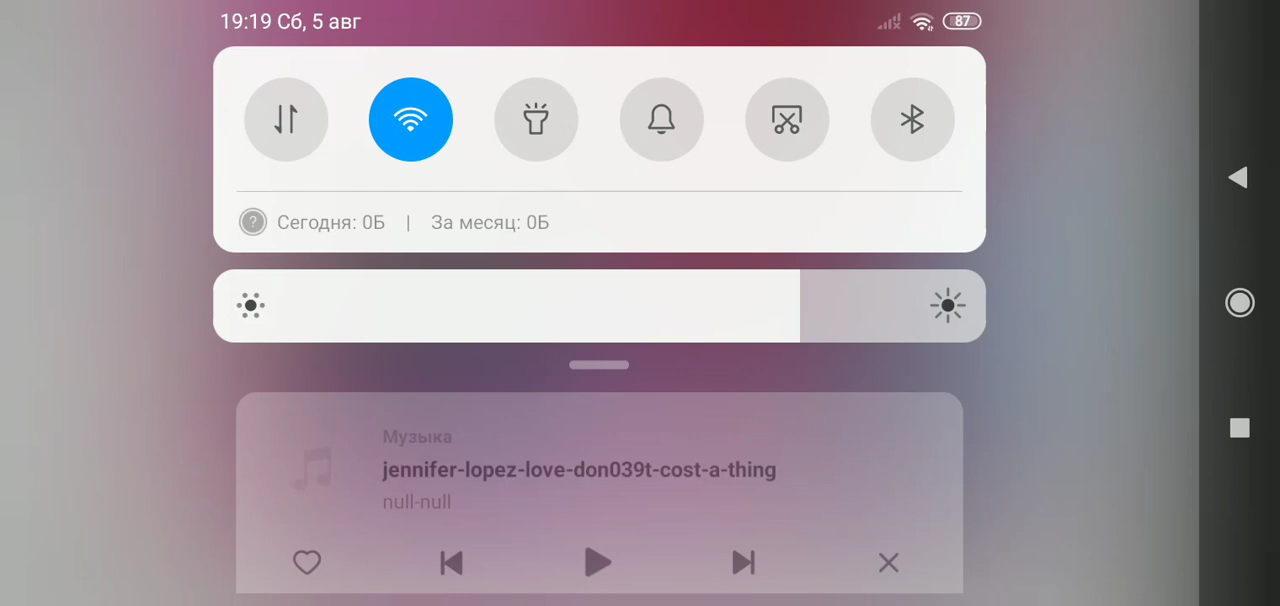 19:19 Сб, 5 авг
87
Сегодня: 0Б | За месяц: 0Б
Музыка
jennifer-lopez-love-don039t-cost-a-thing
null-null